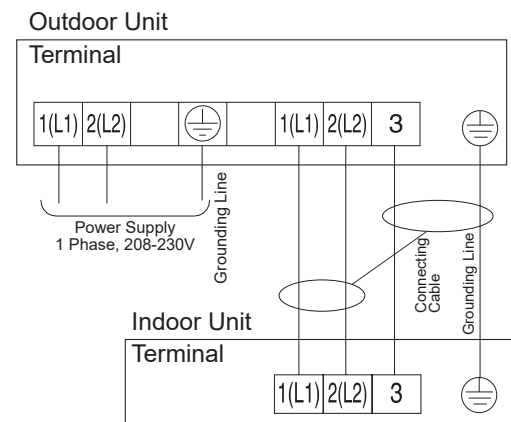 Outdoor Unit
Terminal
1(L1) 2(L2) 1(L1) 2(L2) 3
Power Supply
1 Phase, 208-230V
Grounding Line
Connecting
Cable
Grounding Line
Indoor Unit
Terminal
1(L1) 2(L2) 3